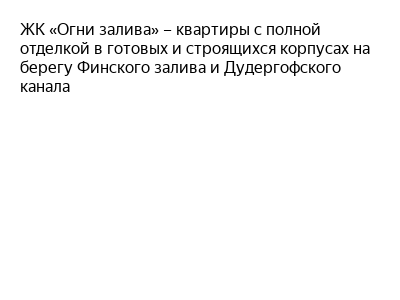 ЖК «Огни залива» – квартиры с полной
отделкой в готовых и строящихся корпусах на
берегу Финского залива и Дудергофского
канала